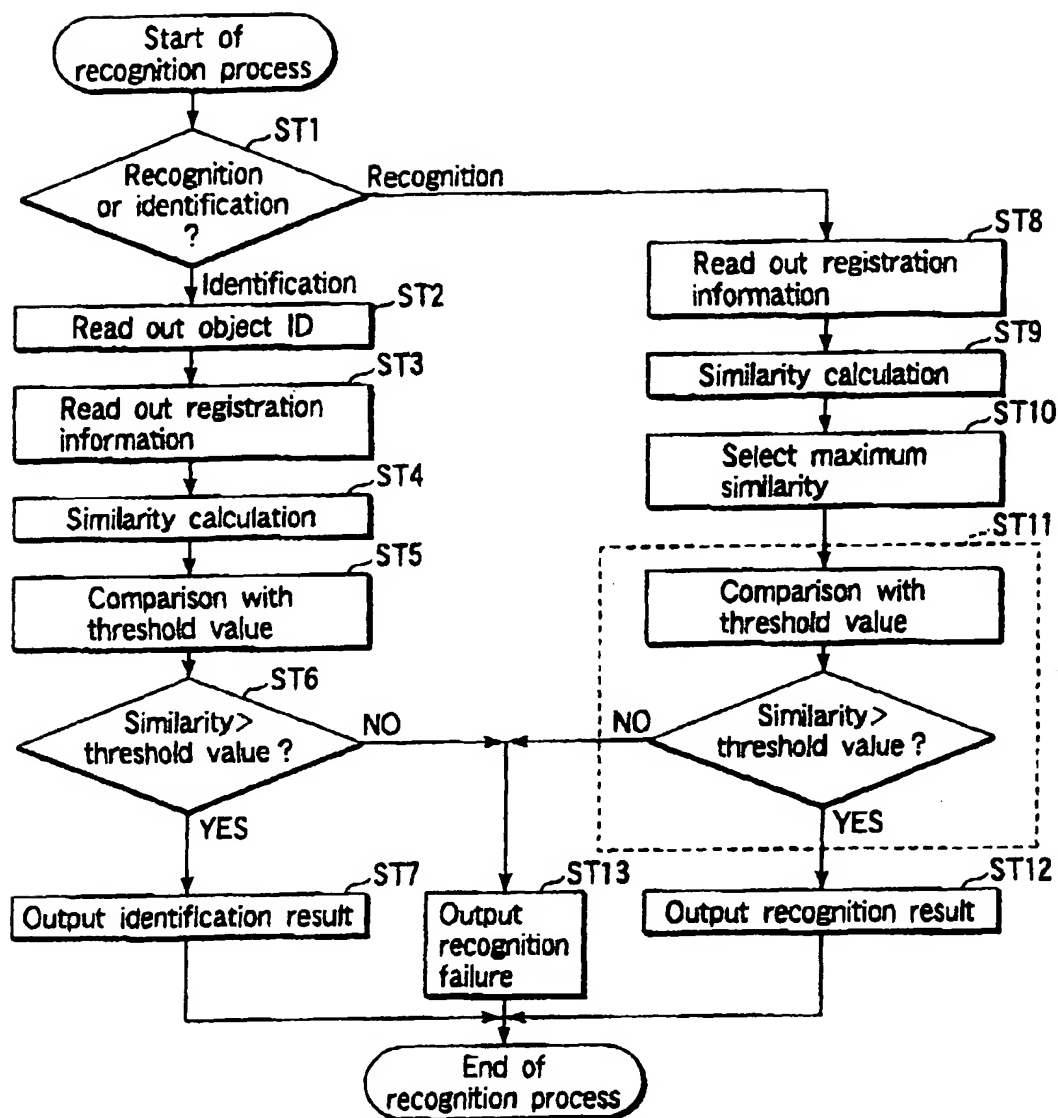 Start of
recognition process
ST1
Recognition
or identification
?
Recognition
Identification
ST2
Read out object ID
ST3
Read out registration
information
ST4
Similarity calculation
ST5
Comparison with
threshold value
ST6
Similarity>
threshold value ?
NO
YES
ST7
Output identification result
ST8
Read out registration
information
ST9
Similarity calculation
ST10
Select maximum
similarity
ST11
Comparison with
threshold value
Similarity>
threshold value ?
NO
YES
ST12
Output recognition result
ST13
Output
recognition
failure
End of
recognition process